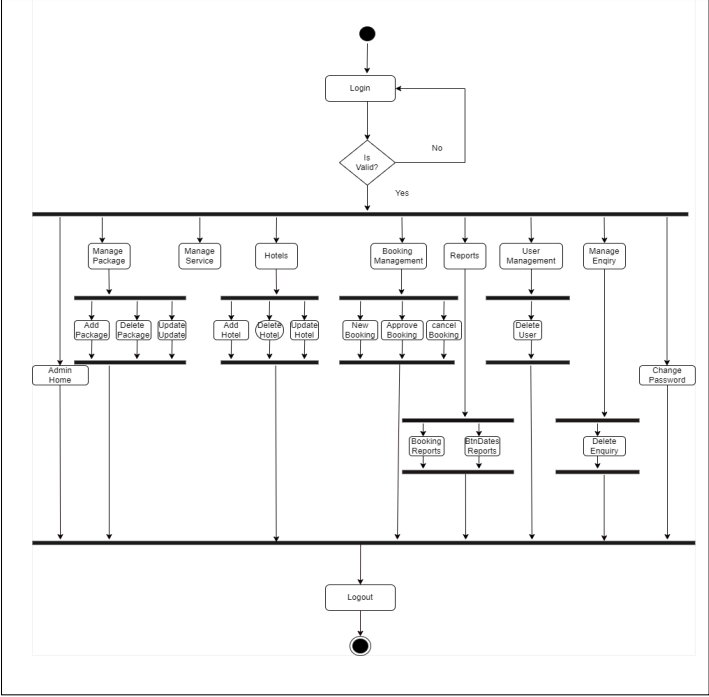 Login
No
Is
Valid?
Yes
Manage
Package
Manage
Service
Hotels
Booking
Management
Reports
User
Management
Manage
Enqiry
Add
Package
Delete
Package
Update
Update
Add
Hotel
Delete
Hotel
Update
Hotel
New
Booking
Approve
Booking
cancel
Booking
Delete
User
Admin
Home
Change
Password
Booking
Reports
BtnDates
Reports
Delete
Enquiry
Logout